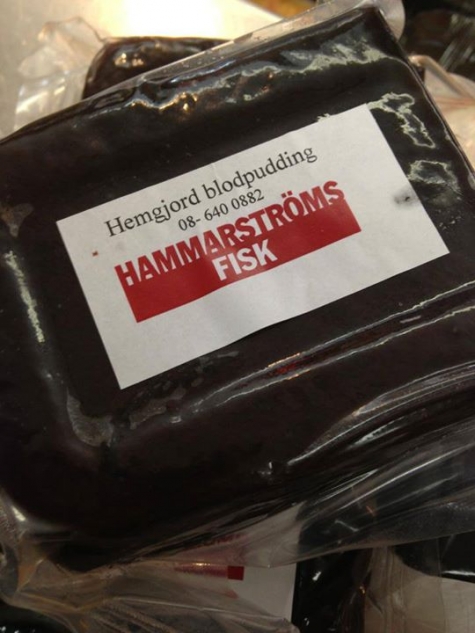 Hemgjord blodpudding
08- 640 0882
HAMMARSTRÖMS
FISK